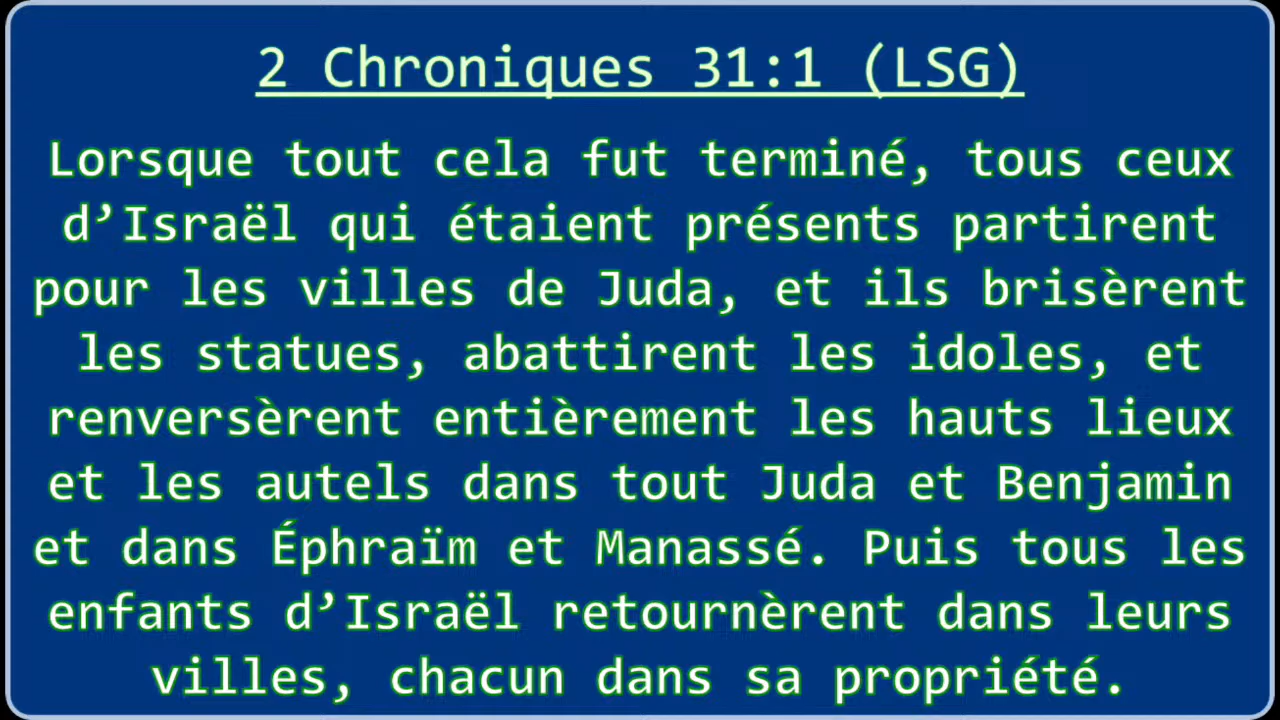 2 Chroniques 31:1 (LSG)
Lorsque tout cela fut terminé, tous ceux
d’Israël qui étaient présents partirent
pour les villes de Juda, et ils brisèrent
les statues, abattirent les idoles, et
renversèrent entièrement les hauts lieux
et les autels dans tout Juda et Benjamin
et dans Éphraïm et Manassé. Puis tous les
enfants d’Israël retournèrent dans leurs
villes, chacun dans sa propriété.